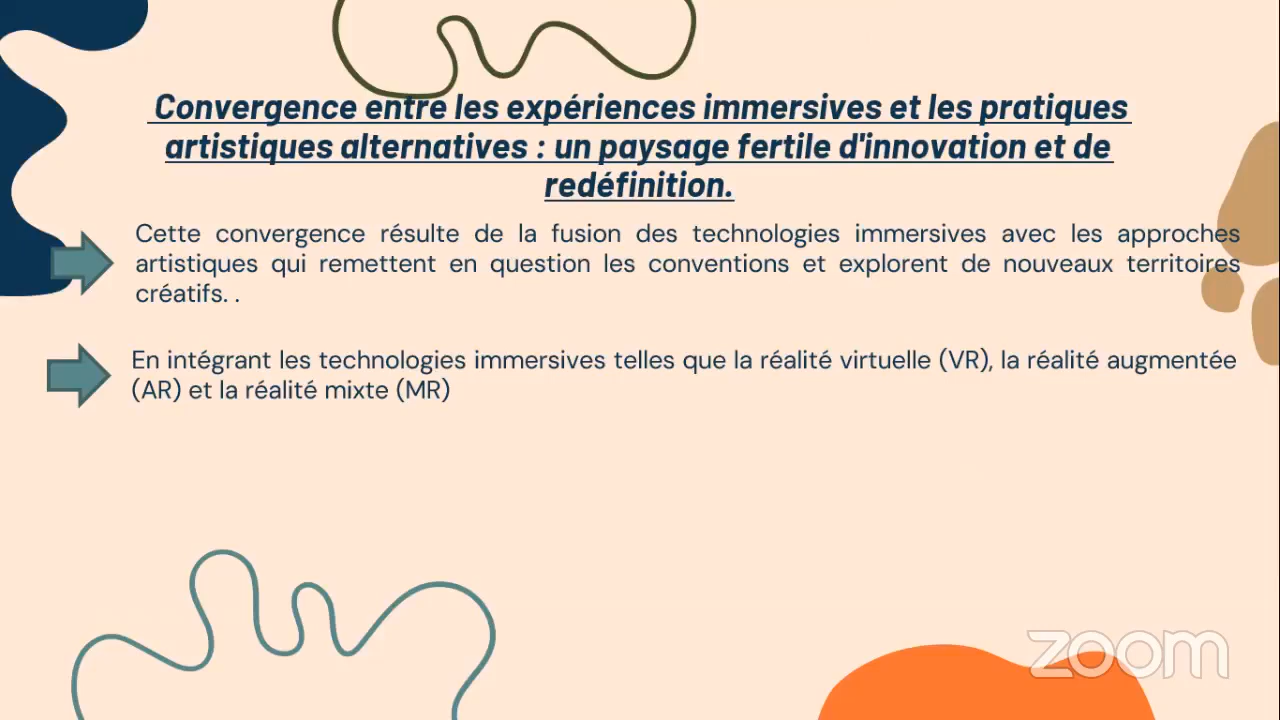 Convergence entre les expériences immersives et les pratiques
artistiques alternatives : un paysage fertile d'innovation et de
redéfinition.
Cette convergence résulte de la fusion des technologies immersives avec les approches
artistiques qui remettent en question les conventions et explorent de nouveaux territoires
créatifs. .
En intégrant les technologies immersives telles que la réalité virtuelle (VR), la réalité augmentée
(AR) et la réalité mixte (MR)
zoom